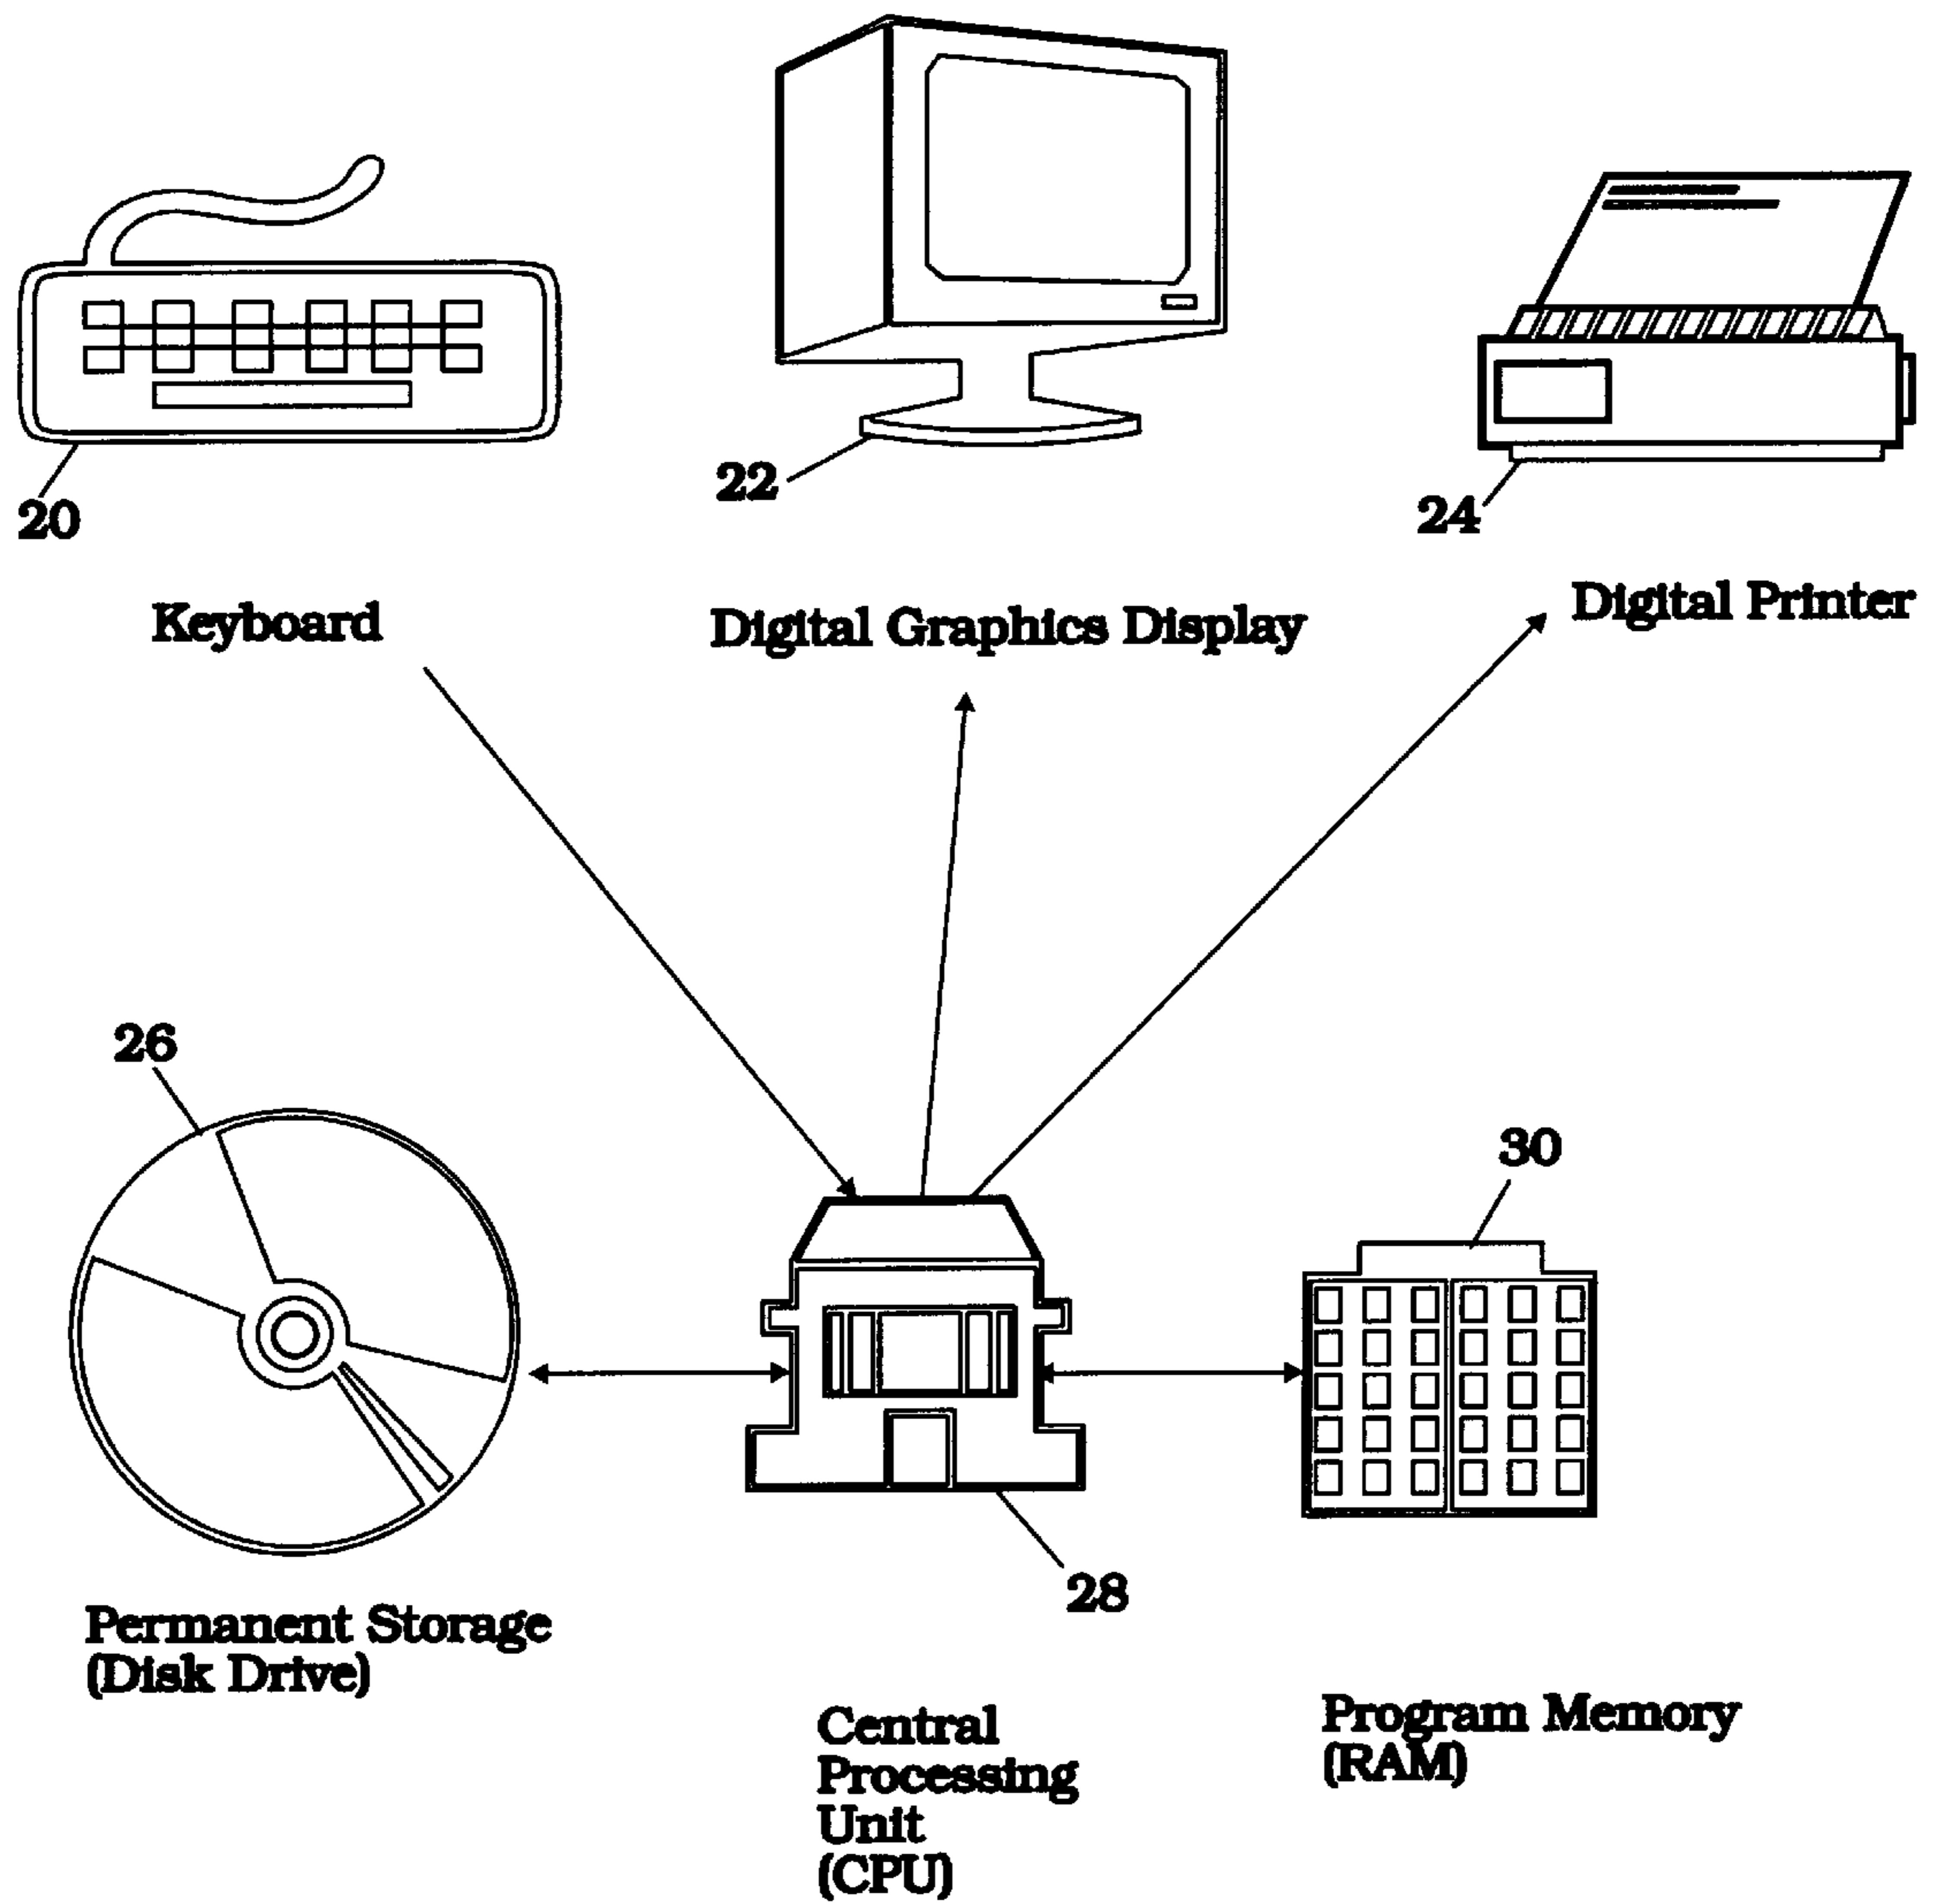 20
22
24
Keyboard
Digital Graphics Display
Digital Printer
26
30
28
Permanent Storage
(Disk Drive)
Central
Processing
Unit
(CPU)
Program Memory
(RAM)